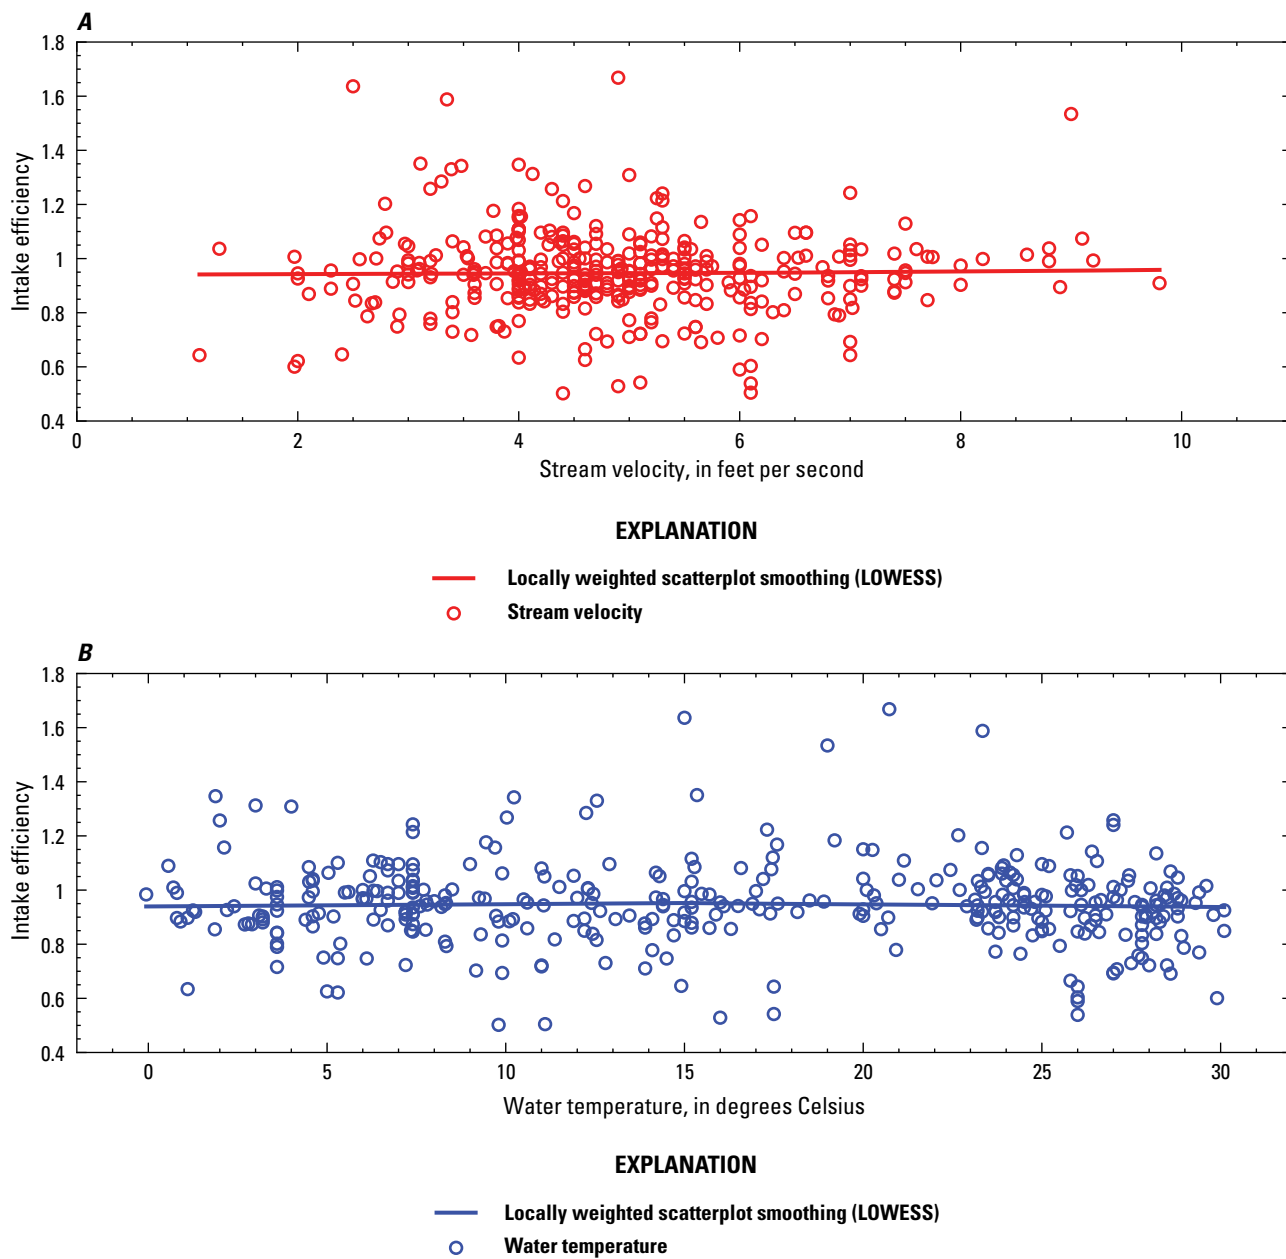 A
1.8
1.6
1.4
1.2
1
0.8
0.6
0.4
Intake efficiency
0 2 4 6 8 10
Stream velocity, in feet per second
EXPLANATION
Locally weighted scatterplot smoothing (LOWESS)
Stream velocity
B
1.8
1.6
1.4
1.2
1
0.8
0.6
0.4
Intake efficiency
0 5 10 15 20 25 30
Water temperature, in degrees Celsius
EXPLANATION
Locally weighted scatterplot smoothing (LOWESS)
Water temperature